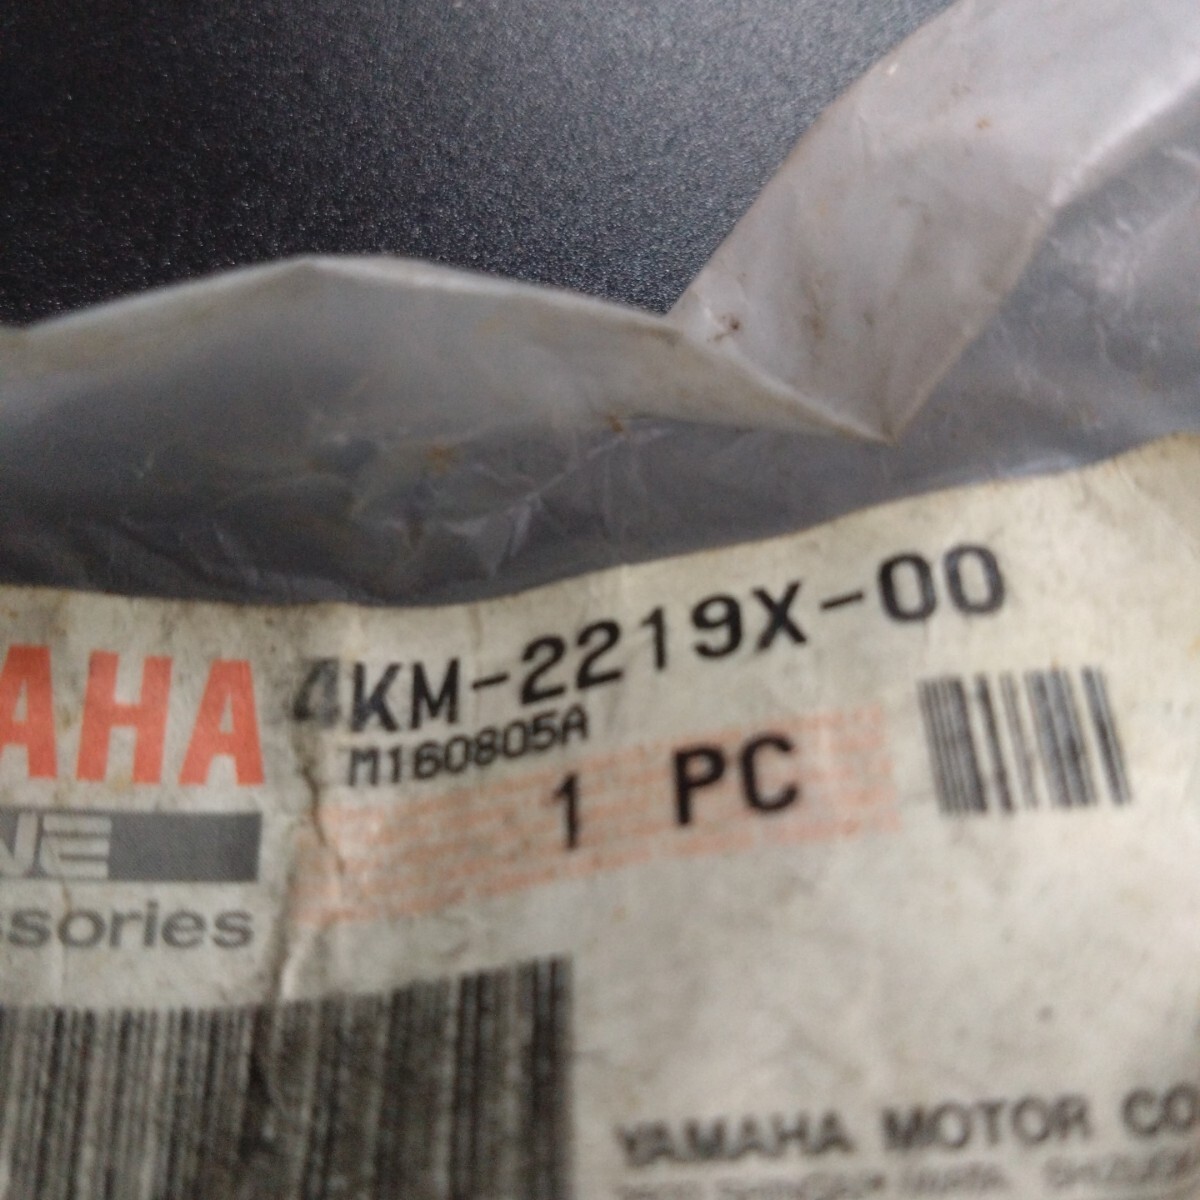 4KM-2219X-00
AHA
M160805A
1 PC
ssories
YAMAHA MOTOR CO